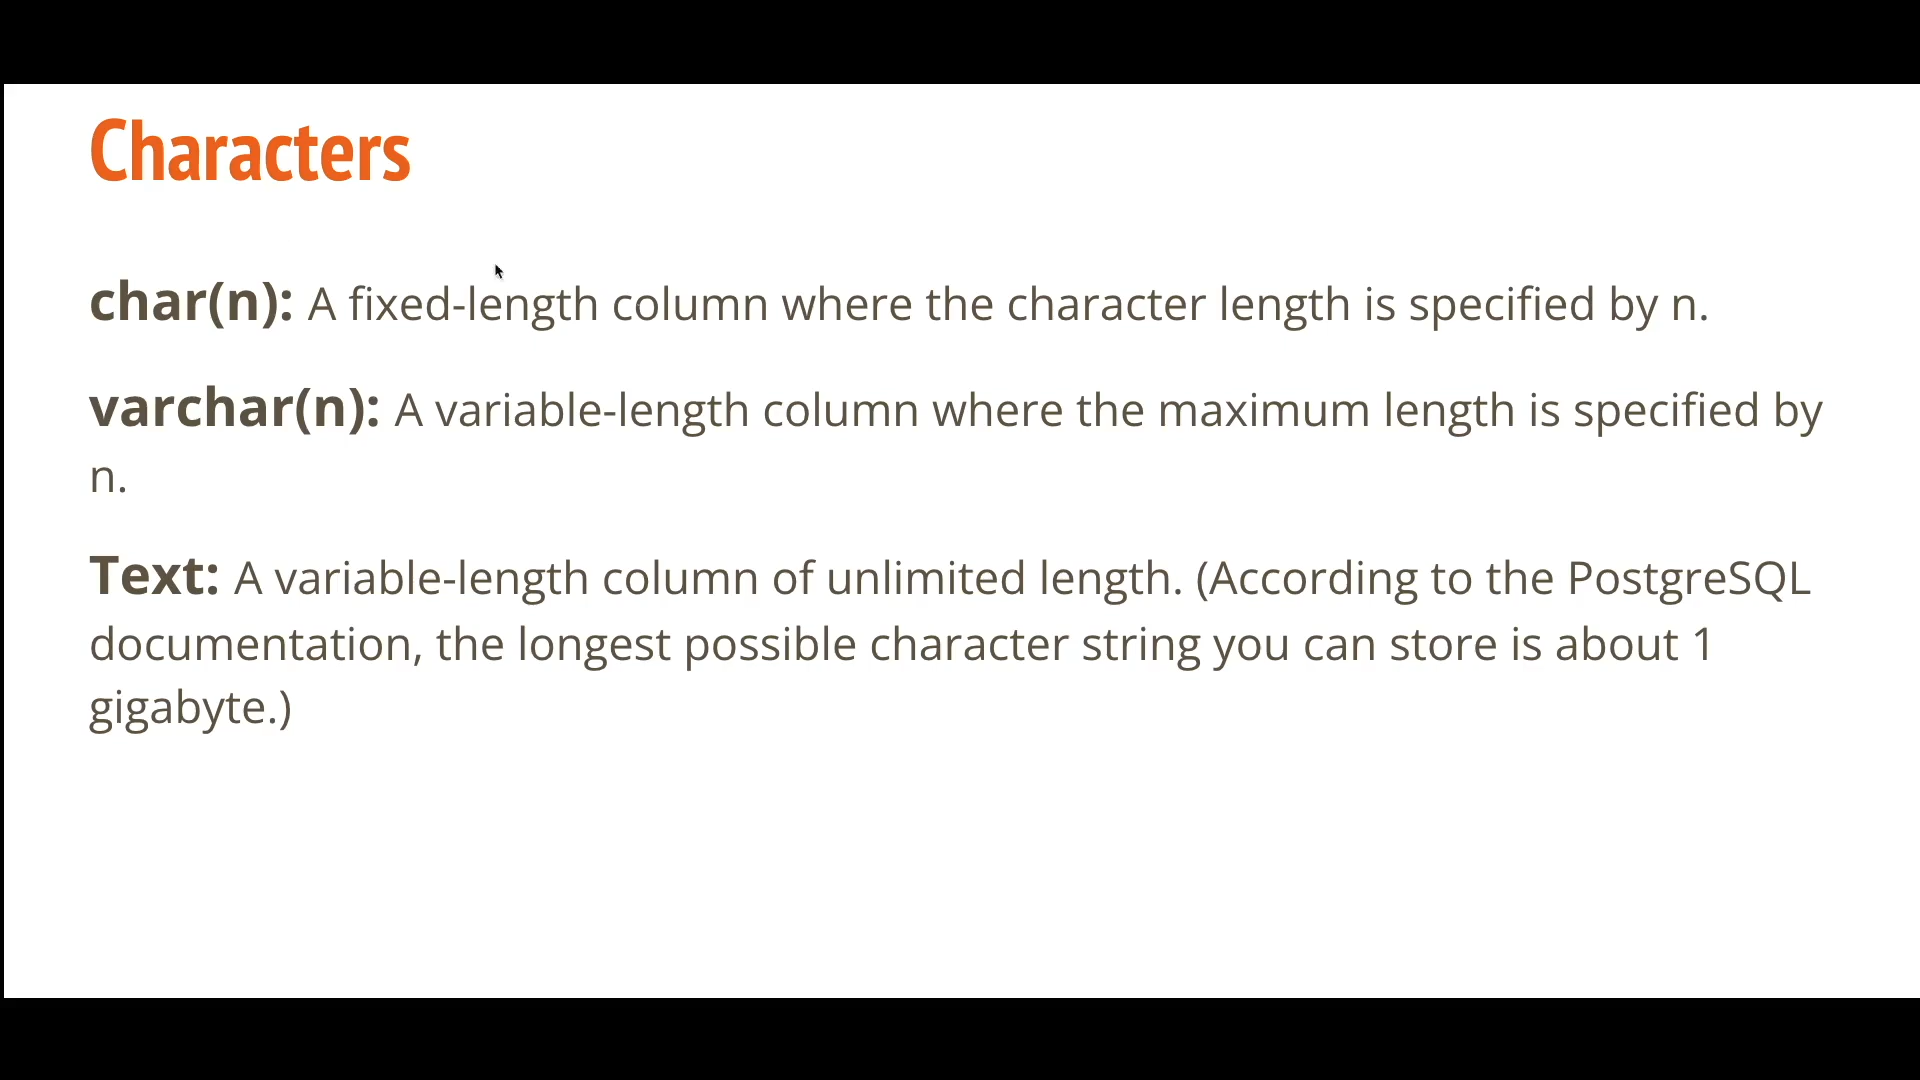 Characters
char(n): A fixed-length column where the character length is specified by n.
varchar(n): A variable-length column where the maximum length is specified by
n.
Text: A variable-length column of unlimited length. (According to the PostgreSQL
documentation, the longest possible character string you can store is about 1
gigabyte.)